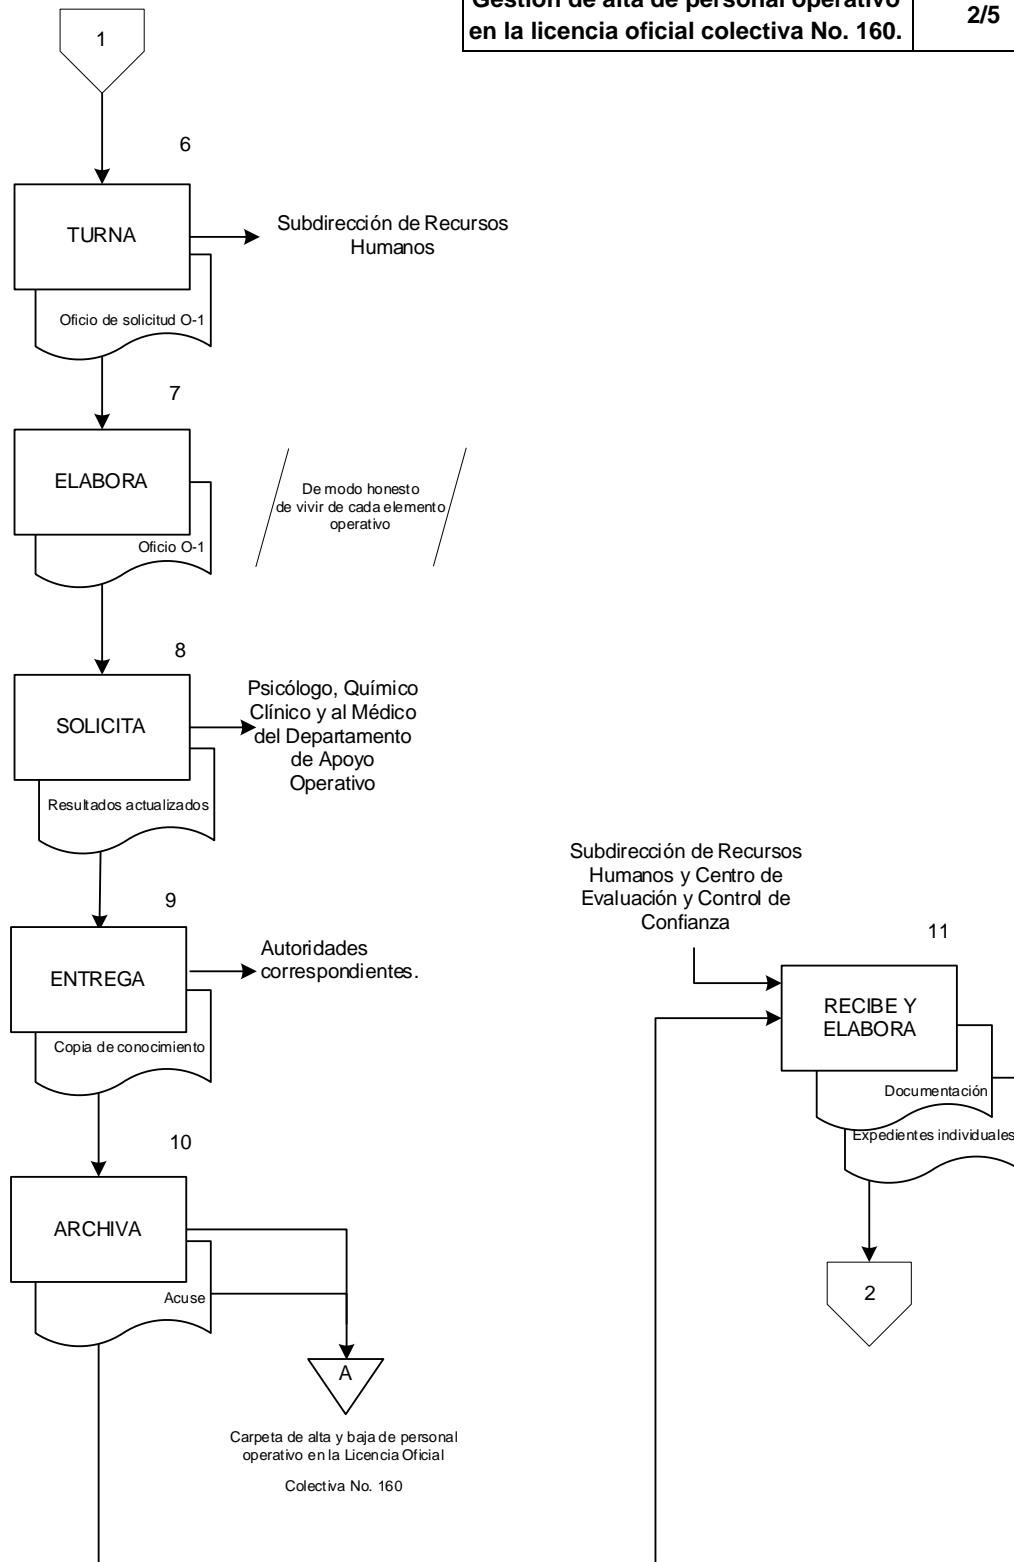 Gestión de alta de personal operativo
en la licencia oficial colectiva No. 160.
2/5
1
6
TURNA
Subdirección de Recursos
Humanos
Oficio de solicitud O-1
7
ELABORA
De modo honesto
de vivir de cada elemento
operativo
Oficio O-1
8
SOLICITA
Psicólogo, Químico
Clínico y al Médico
del Departamento
de Apoyo
Operativo
Resultados actualizados
9
ENTREGA
Autoridades
correspondientes.
Copia de conocimiento
10
ARCHIVA
Acuse
A
Carpeta de alta y baja de personal
operativo en la Licencia Oficial
Colectiva No. 160
Subdirección de Recursos
Humanos y Centro de
Evaluación y Control de
Confianza
11
RECIBE Y
ELABORA
Documentación
Expedientes individuales
2